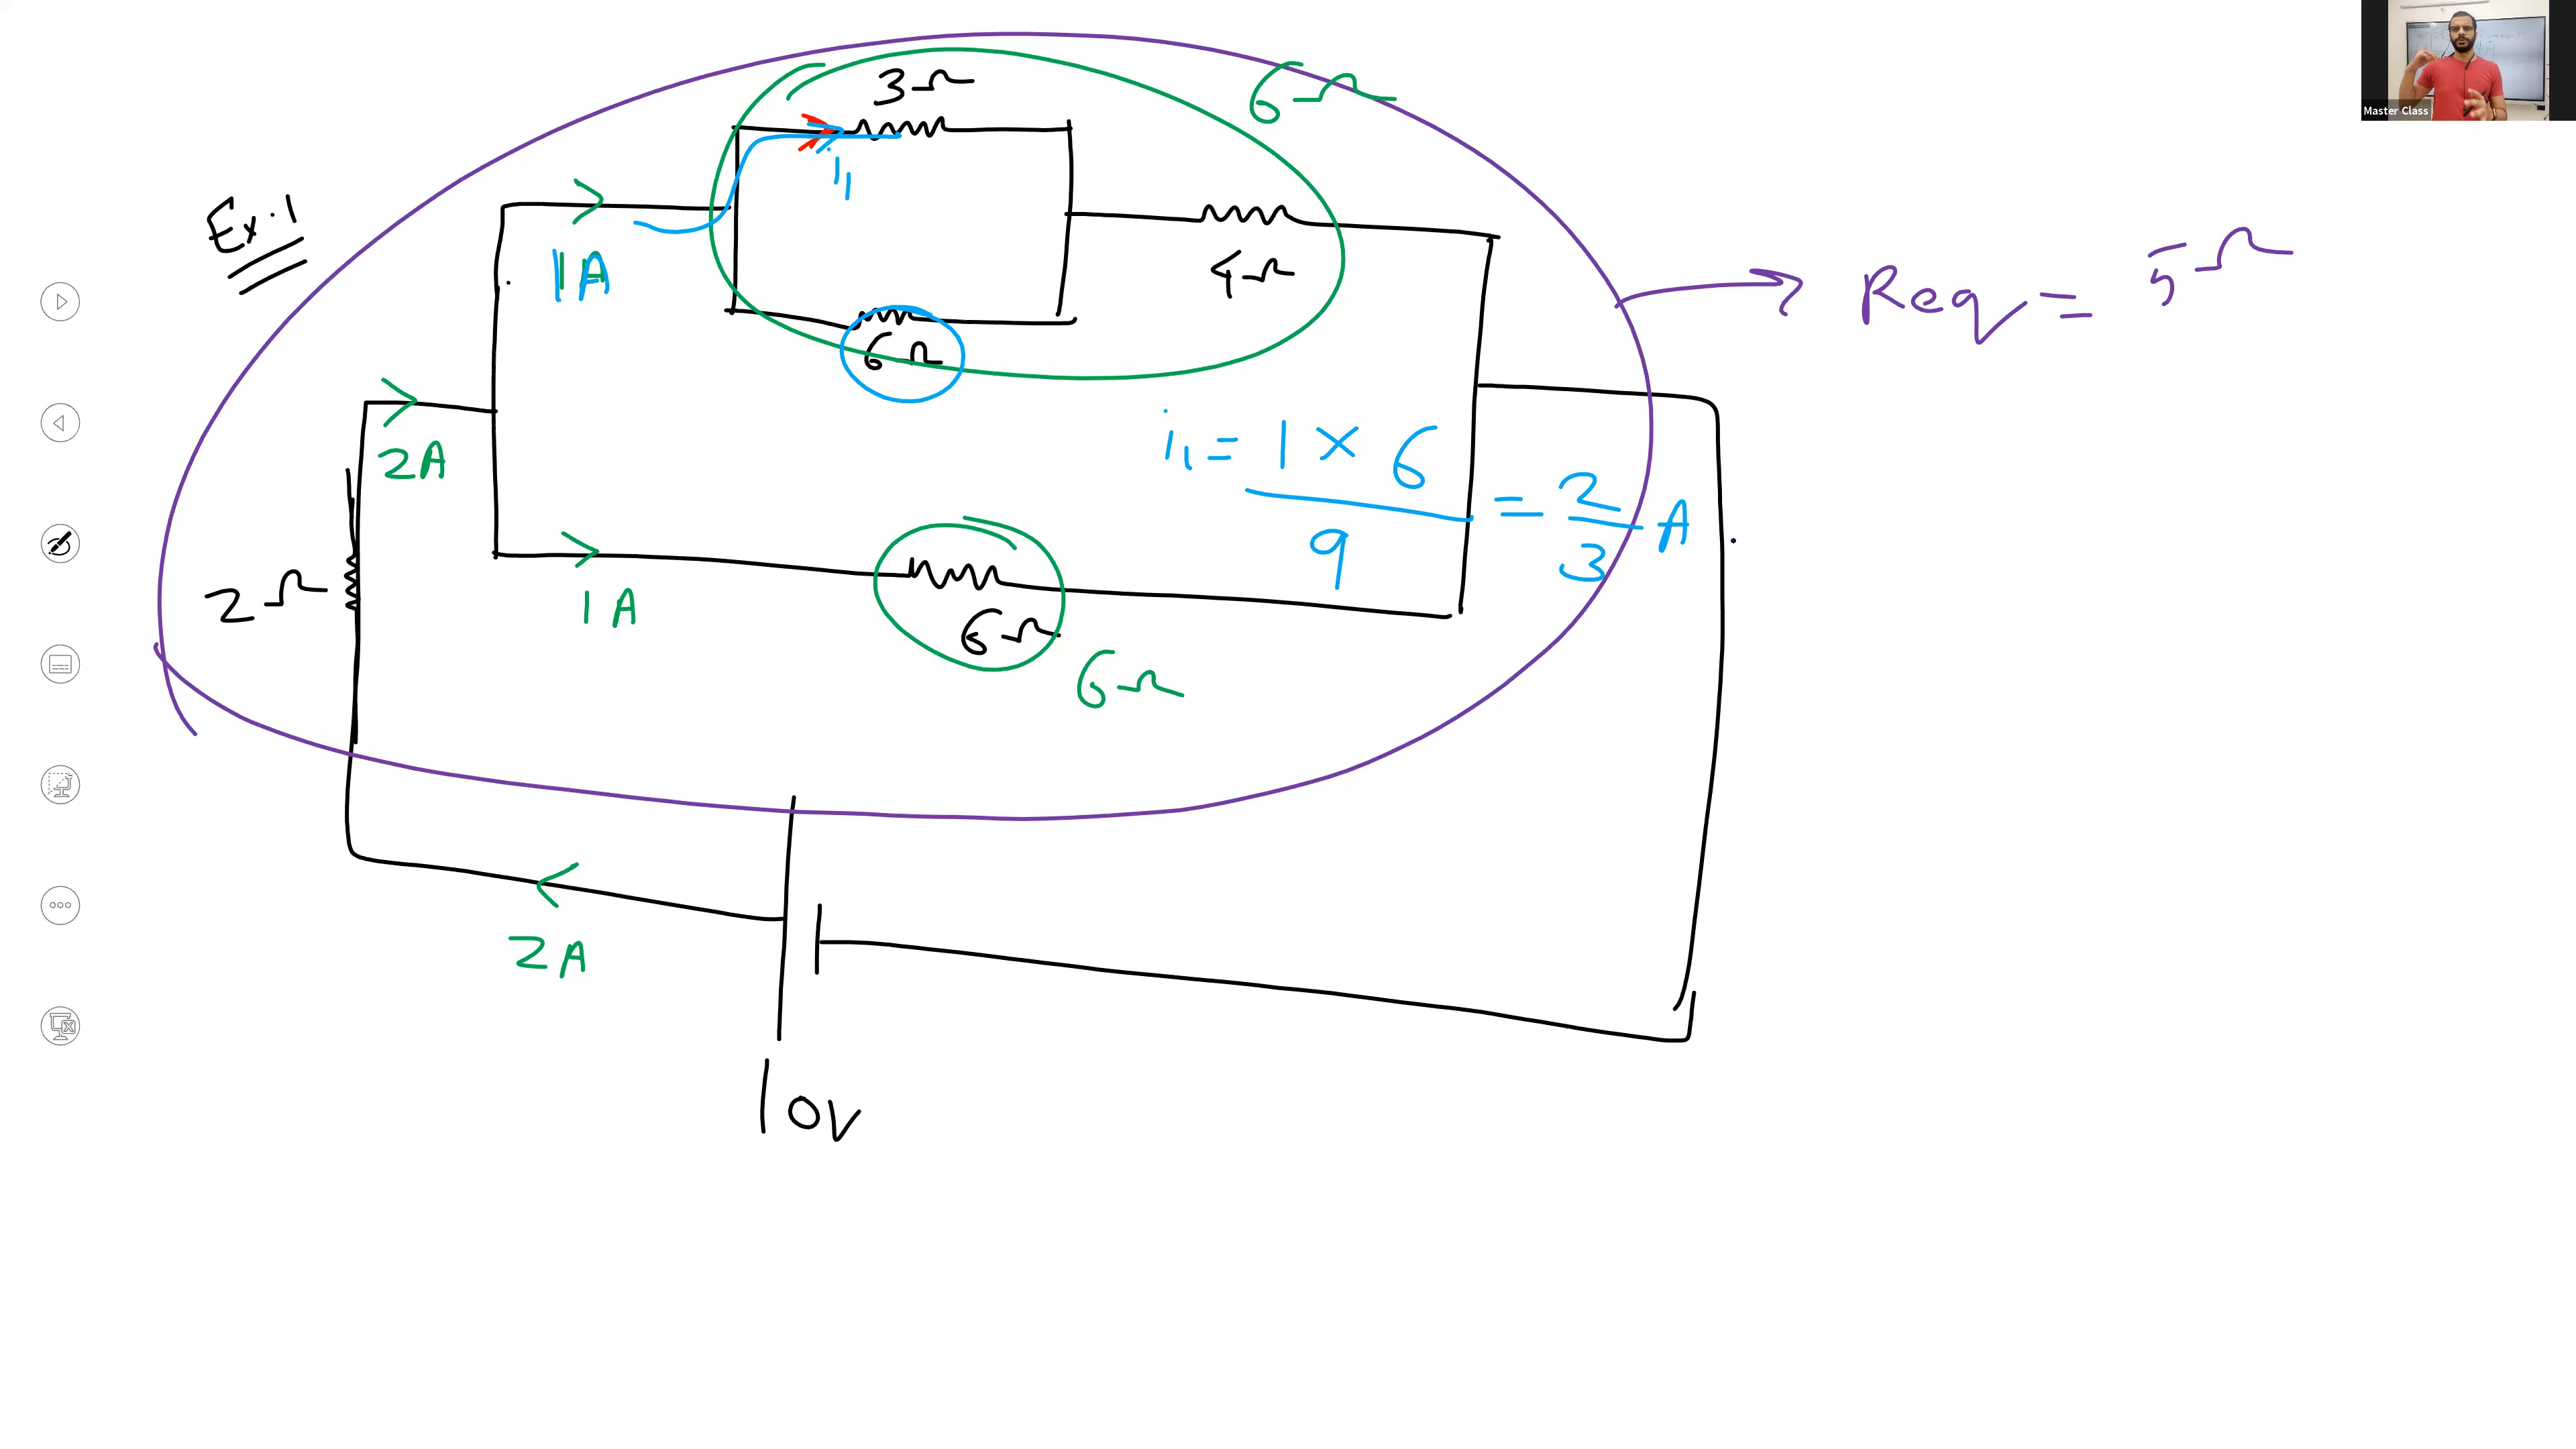 Master Class
Ex.1
3Ω
6Ω
i₁
1A
4Ω
6Ω
Req = 5Ω
2A
i₁ = 1 × 6 / 9 = 2/3 A
2Ω
1A
6Ω
6Ω
2A
10V